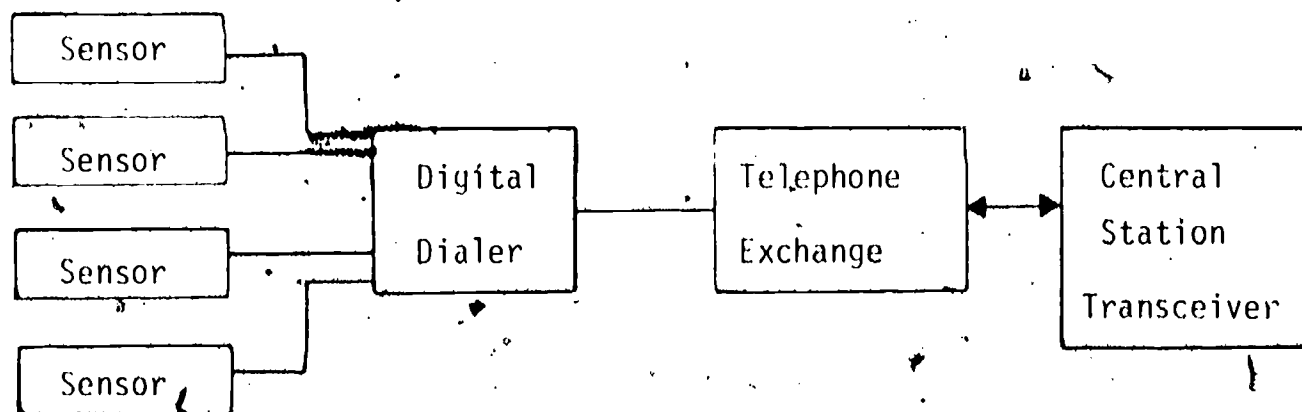 Sensor
Sensor
Sensor
Sensor
Digital
Dialer
Telephone
Exchange
Central
Station
Transceiver